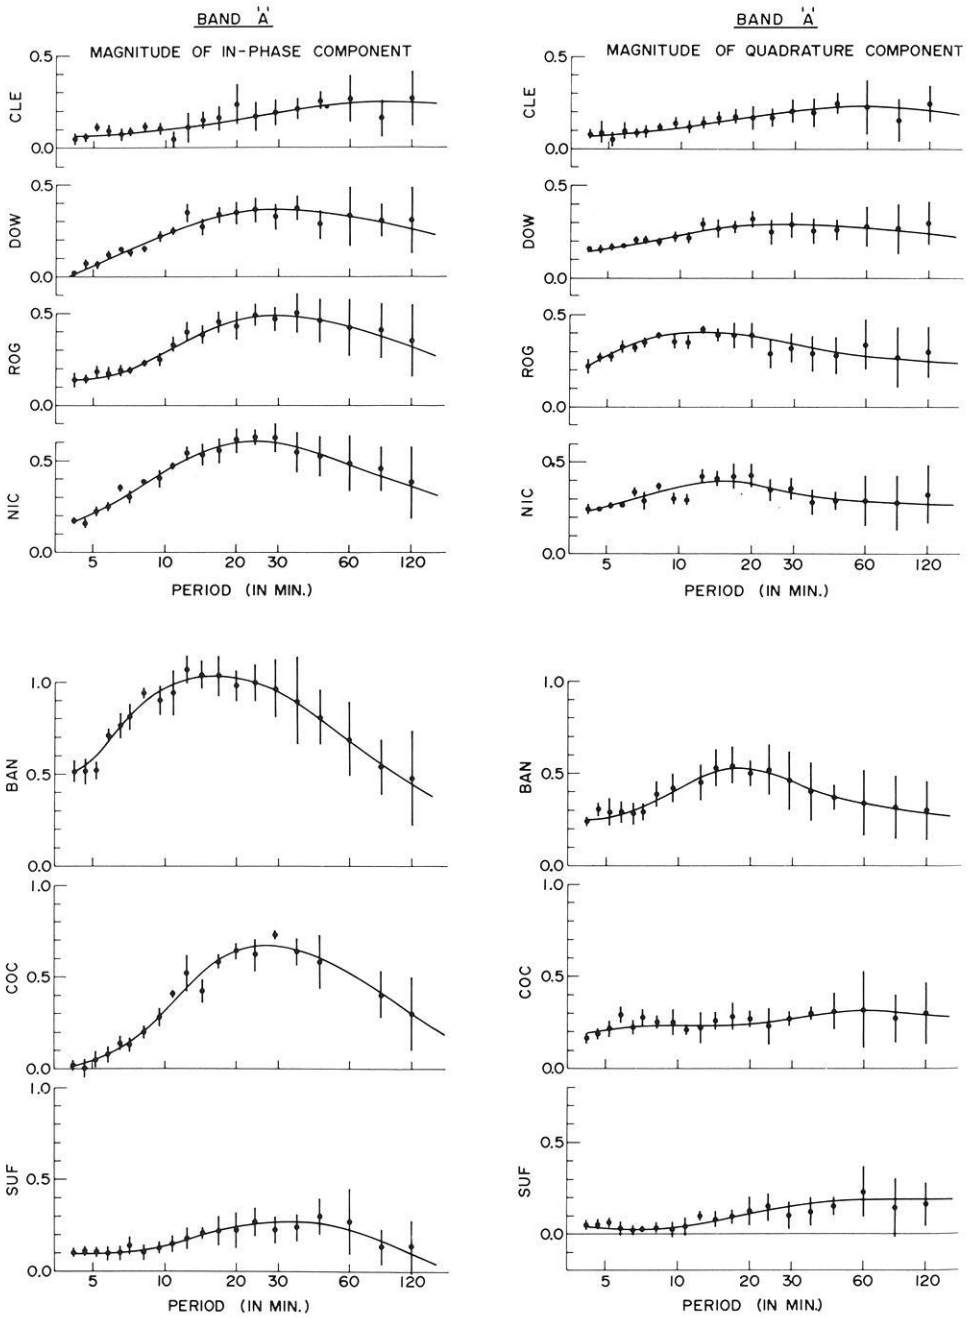 BAND "A"
MAGNITUDE OF IN-PHASE COMPONENT
0.5
CLE
0.0
0.5
DOW
0.0
0.5
ROG
0.0
0.5
NIC
0.0
5 10 20 30 60 120
PERIOD (IN MIN.)
1.0
BAN
0.5
0.0
1.0
COC
0.5
0.0
1.0
SUF
0.5
0.0
5 10 20 30 60 120
PERIOD (IN MIN.)
BAND "A"
MAGNITUDE OF QUADRATURE COMPONENT
0.5
CLE
0.0
0.5
DOW
0.0
0.5
ROG
0.0
0.5
NIC
0.0
5 10 20 30 60 120
PERIOD (IN MIN.)
1.0
BAN
0.5
0.0
1.0
COC
0.5
0.0
0.5
SUF
0.0
5 10 20 30 60 120
PERIOD (IN MIN.)